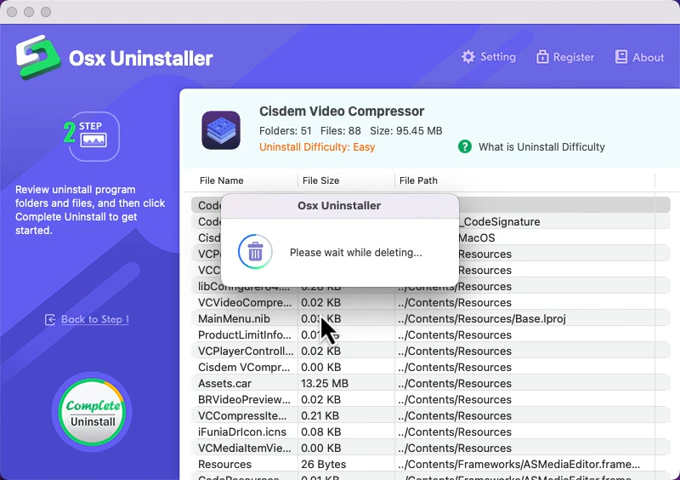 Osx Uninstaller
Setting
Register
About
2 STEP
Review uninstall program
folders and files, and then click
Complete Uninstall to get
started.
Back to Step 1
Complete
Uninstall
Cisdem Video Compressor
Folders: 51 Files: 88 Size: 95.45 MB
Uninstall Difficulty: Easy
What is Uninstall Difficulty
File Name File Size File Path
Osx Uninstaller
Please wait while deleting...
_CodeSignature
MacOS
../Contents/Resources
../Contents/Resources
../Contents/Resources
VCVideoCompre... 0.02 KB ../Contents/Resources
MainMenu.nib ../Contents/Resources/Base.lproj
ProductLimitInfo... ../Contents/Resources
VCPlayerControll... 0.02 KB ../Contents/Resources
Cisdem VCompr... 0.00 KB ../Contents/Resources
Assets.car 13.25 MB ../Contents/Resources
BRVideoPreview... 0.02 KB ../Contents/Resources
VCCompressIte... 0.21 KB ../Contents/Resources
iFuniaDrIcon.icns 0.08 KB ../Contents/Resources
VCMediaItemVie... 0.00 KB ../Contents/Resources
Resources 26 Bytes ../Contents/Frameworks/ASMediaEditor.frame...